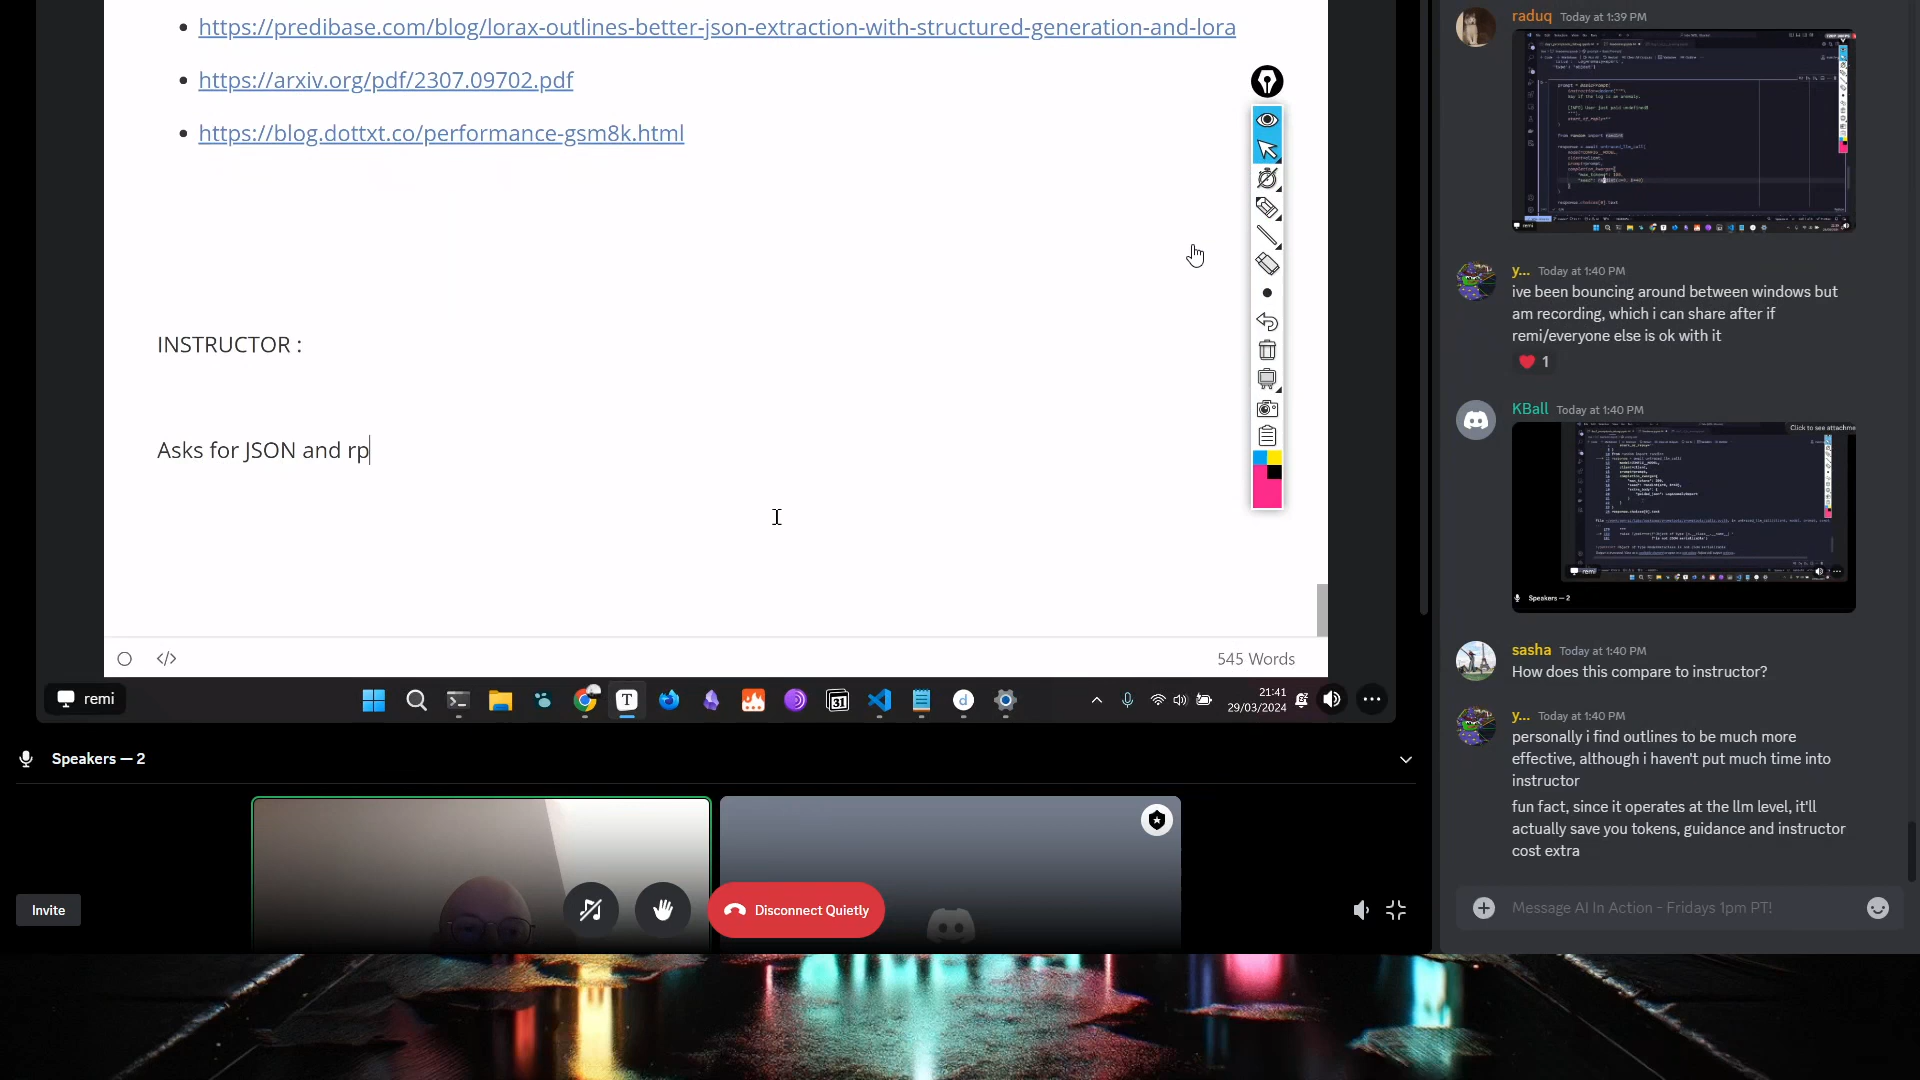 https://predibase.com/blog/lorax-outlines-better-json-extraction-with-structured-generation-and-lora
https://arxiv.org/pdf/2307.09702.pdf
https://blog.dottxt.co/performance-gsm8k.html
INSTRUCTOR :
Asks for JSON and rp
545 Words
remi
21:41
29/03/2024
Speakers — 2
Invite
Disconnect Quietly
raduq Today at 1:39 PM
y... Today at 1:40 PM
ive been bouncing around between windows but
am recording, which i can share after if
remi/everyone else is ok with it
1
KBall Today at 1:40 PM
Click to see attachme
remi
Speakers — 2
sasha Today at 1:40 PM
How does this compare to instructor?
y... Today at 1:40 PM
personally i find outlines to be much more
effective, although i haven't put much time into
instructor
fun fact, since it operates at the llm level, it'll
actually save you tokens, guidance and instructor
cost extra
Message AI In Action - Fridays 1pm PT!